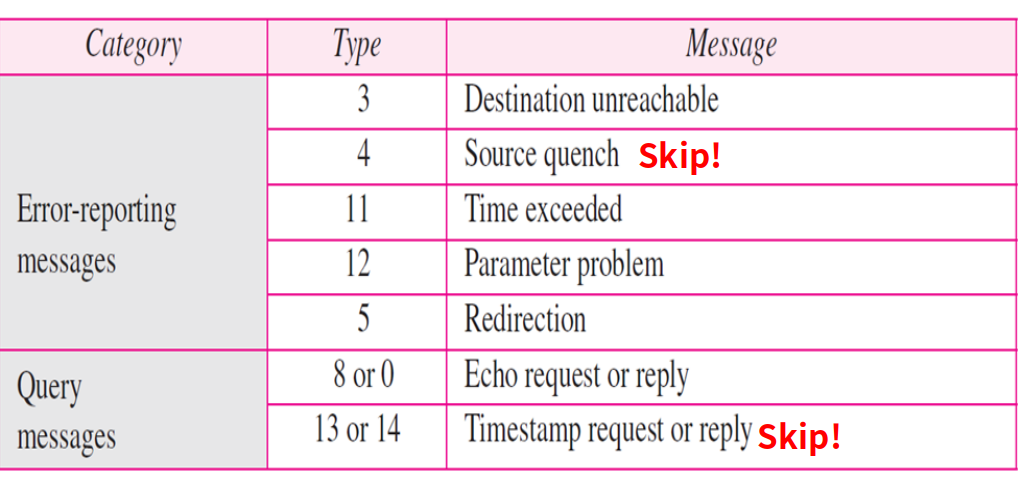 Category Type Message
3 Destination unreachable
4 Source quench Skip!
Error-reporting
messages
11 Time exceeded
12 Parameter problem
5 Redirection
Query
messages
8 or 0 Echo request or reply
13 or 14 Timestamp request or reply Skip!